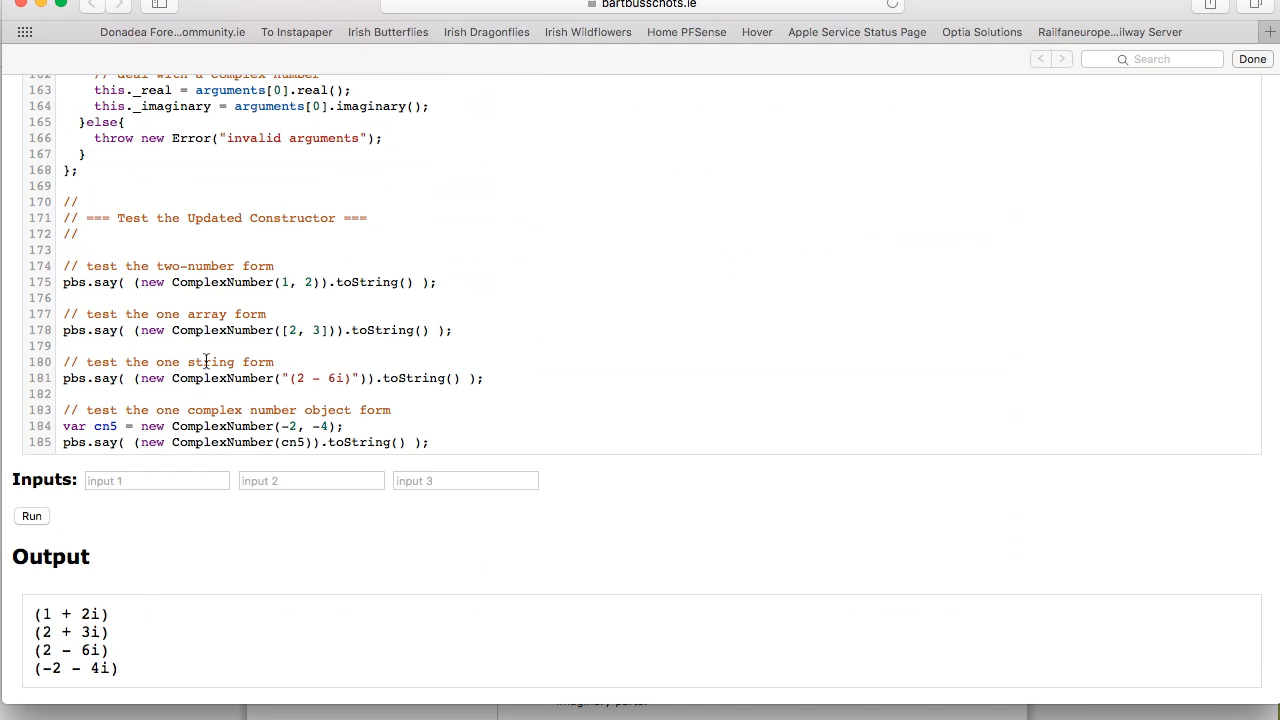 bartbusschots.ie
Donadea Fore...ommunity.ie To Instapaper Irish Butterflies Irish Dragonflies Irish Wildflowers Home PFSense Hover Apple Service Status Page Optia Solutions Railfaneurope...ilway Server
Search Done
162 // deal with a complex number
163 this._real = arguments[0].real();
164 this._imaginary = arguments[0].imaginary();
165 }else{
166 throw new Error("invalid arguments");
167 }
168 };
169
170 //
171 // === Test the Updated Constructor ===
172 //
173
174 // test the two-number form
175 pbs.say( (new ComplexNumber(1, 2)).toString() );
176
177 // test the one array form
178 pbs.say( (new ComplexNumber([2, 3])).toString() );
179
180 // test the one string form
181 pbs.say( (new ComplexNumber("(2 - 6i)")).toString() );
182
183 // test the one complex number object form
184 var cn5 = new ComplexNumber(-2, -4);
185 pbs.say( (new ComplexNumber(cn5)).toString() );
Inputs: input 1 input 2 input 3
Run
Output
(1 + 2i)
(2 + 3i)
(2 - 6i)
(-2 - 4i)
imaginary parts.